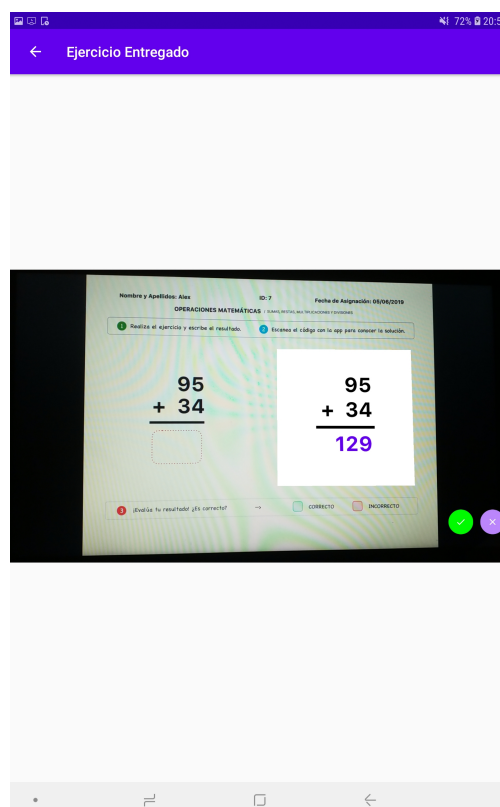 72% 20:5
Ejercicio Entregado
Nombre y Apellidos: Alex ID: 7 Fecha de Asignación: 05/06/2019
OPERACIONES MATEMÁTICAS | SUMAS, RESTAS, MULTIPLICACIONES Y DIVISIONES
1 Realiza el ejercicio y escribe el resultado.
2 Escanea el código con la app para conocer la solución.
95
+ 34
95
+ 34
129
3 ¡Evalúa tu resultado! ¿Es correcto? → CORRECTO INCORRECTO